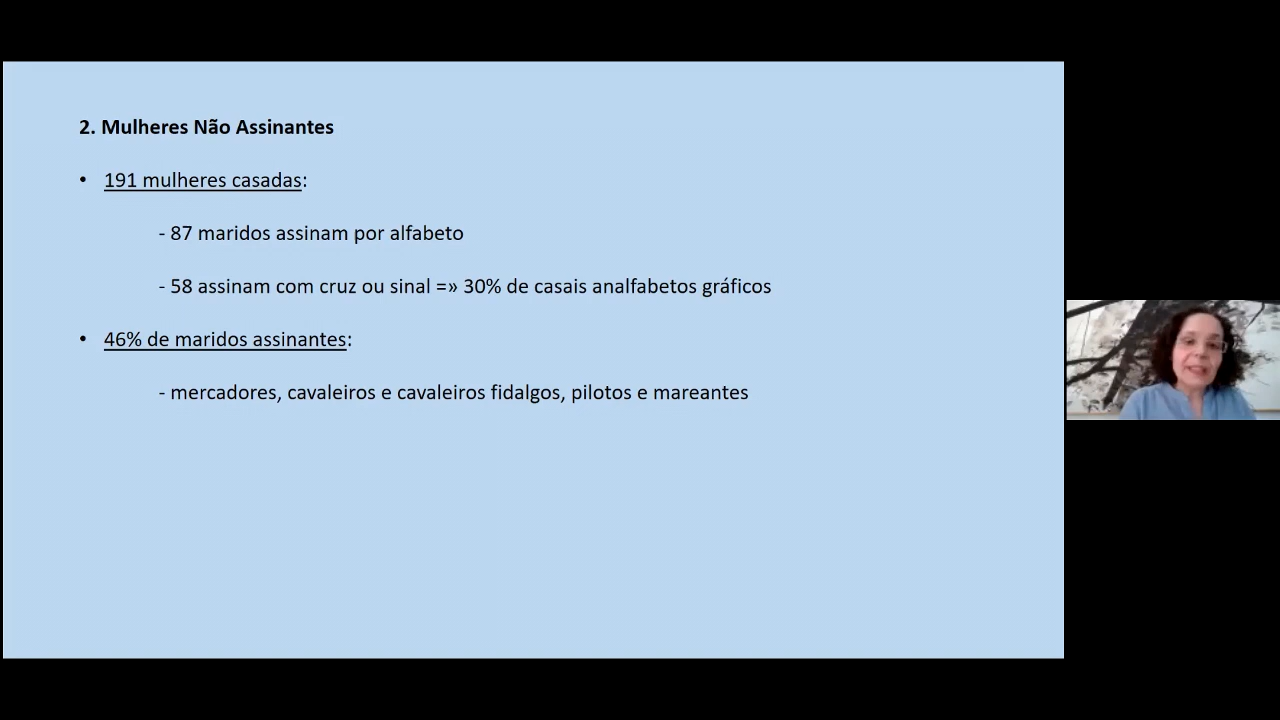 2. Mulheres Não Assinantes
• 191 mulheres casadas:
- 87 maridos assinam por alfabeto
- 58 assinam com cruz ou sinal =» 30% de casais analfabetos gráficos
• 46% de maridos assinantes:
- mercadores, cavaleiros e cavaleiros fidalgos, pilotos e mareantes